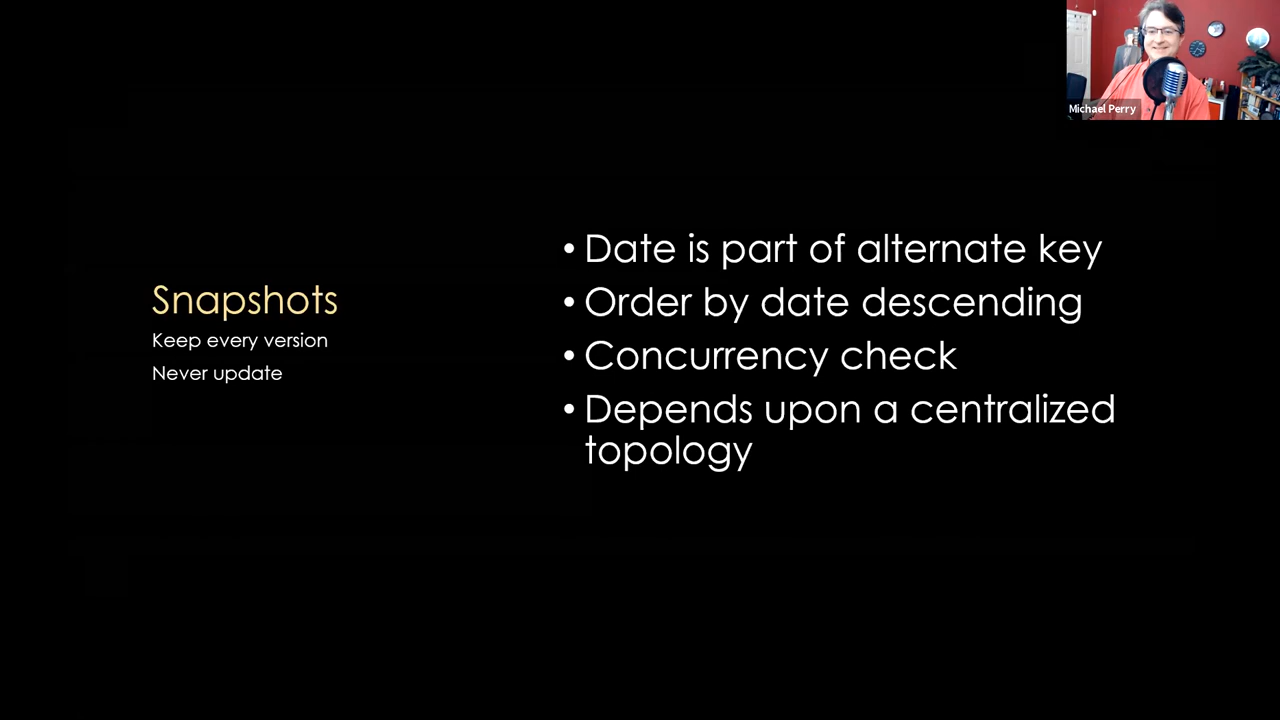 Michael Perry
Snapshots
Keep every version
Never update
• Date is part of alternate key
• Order by date descending
• Concurrency check
• Depends upon a centralized
topology